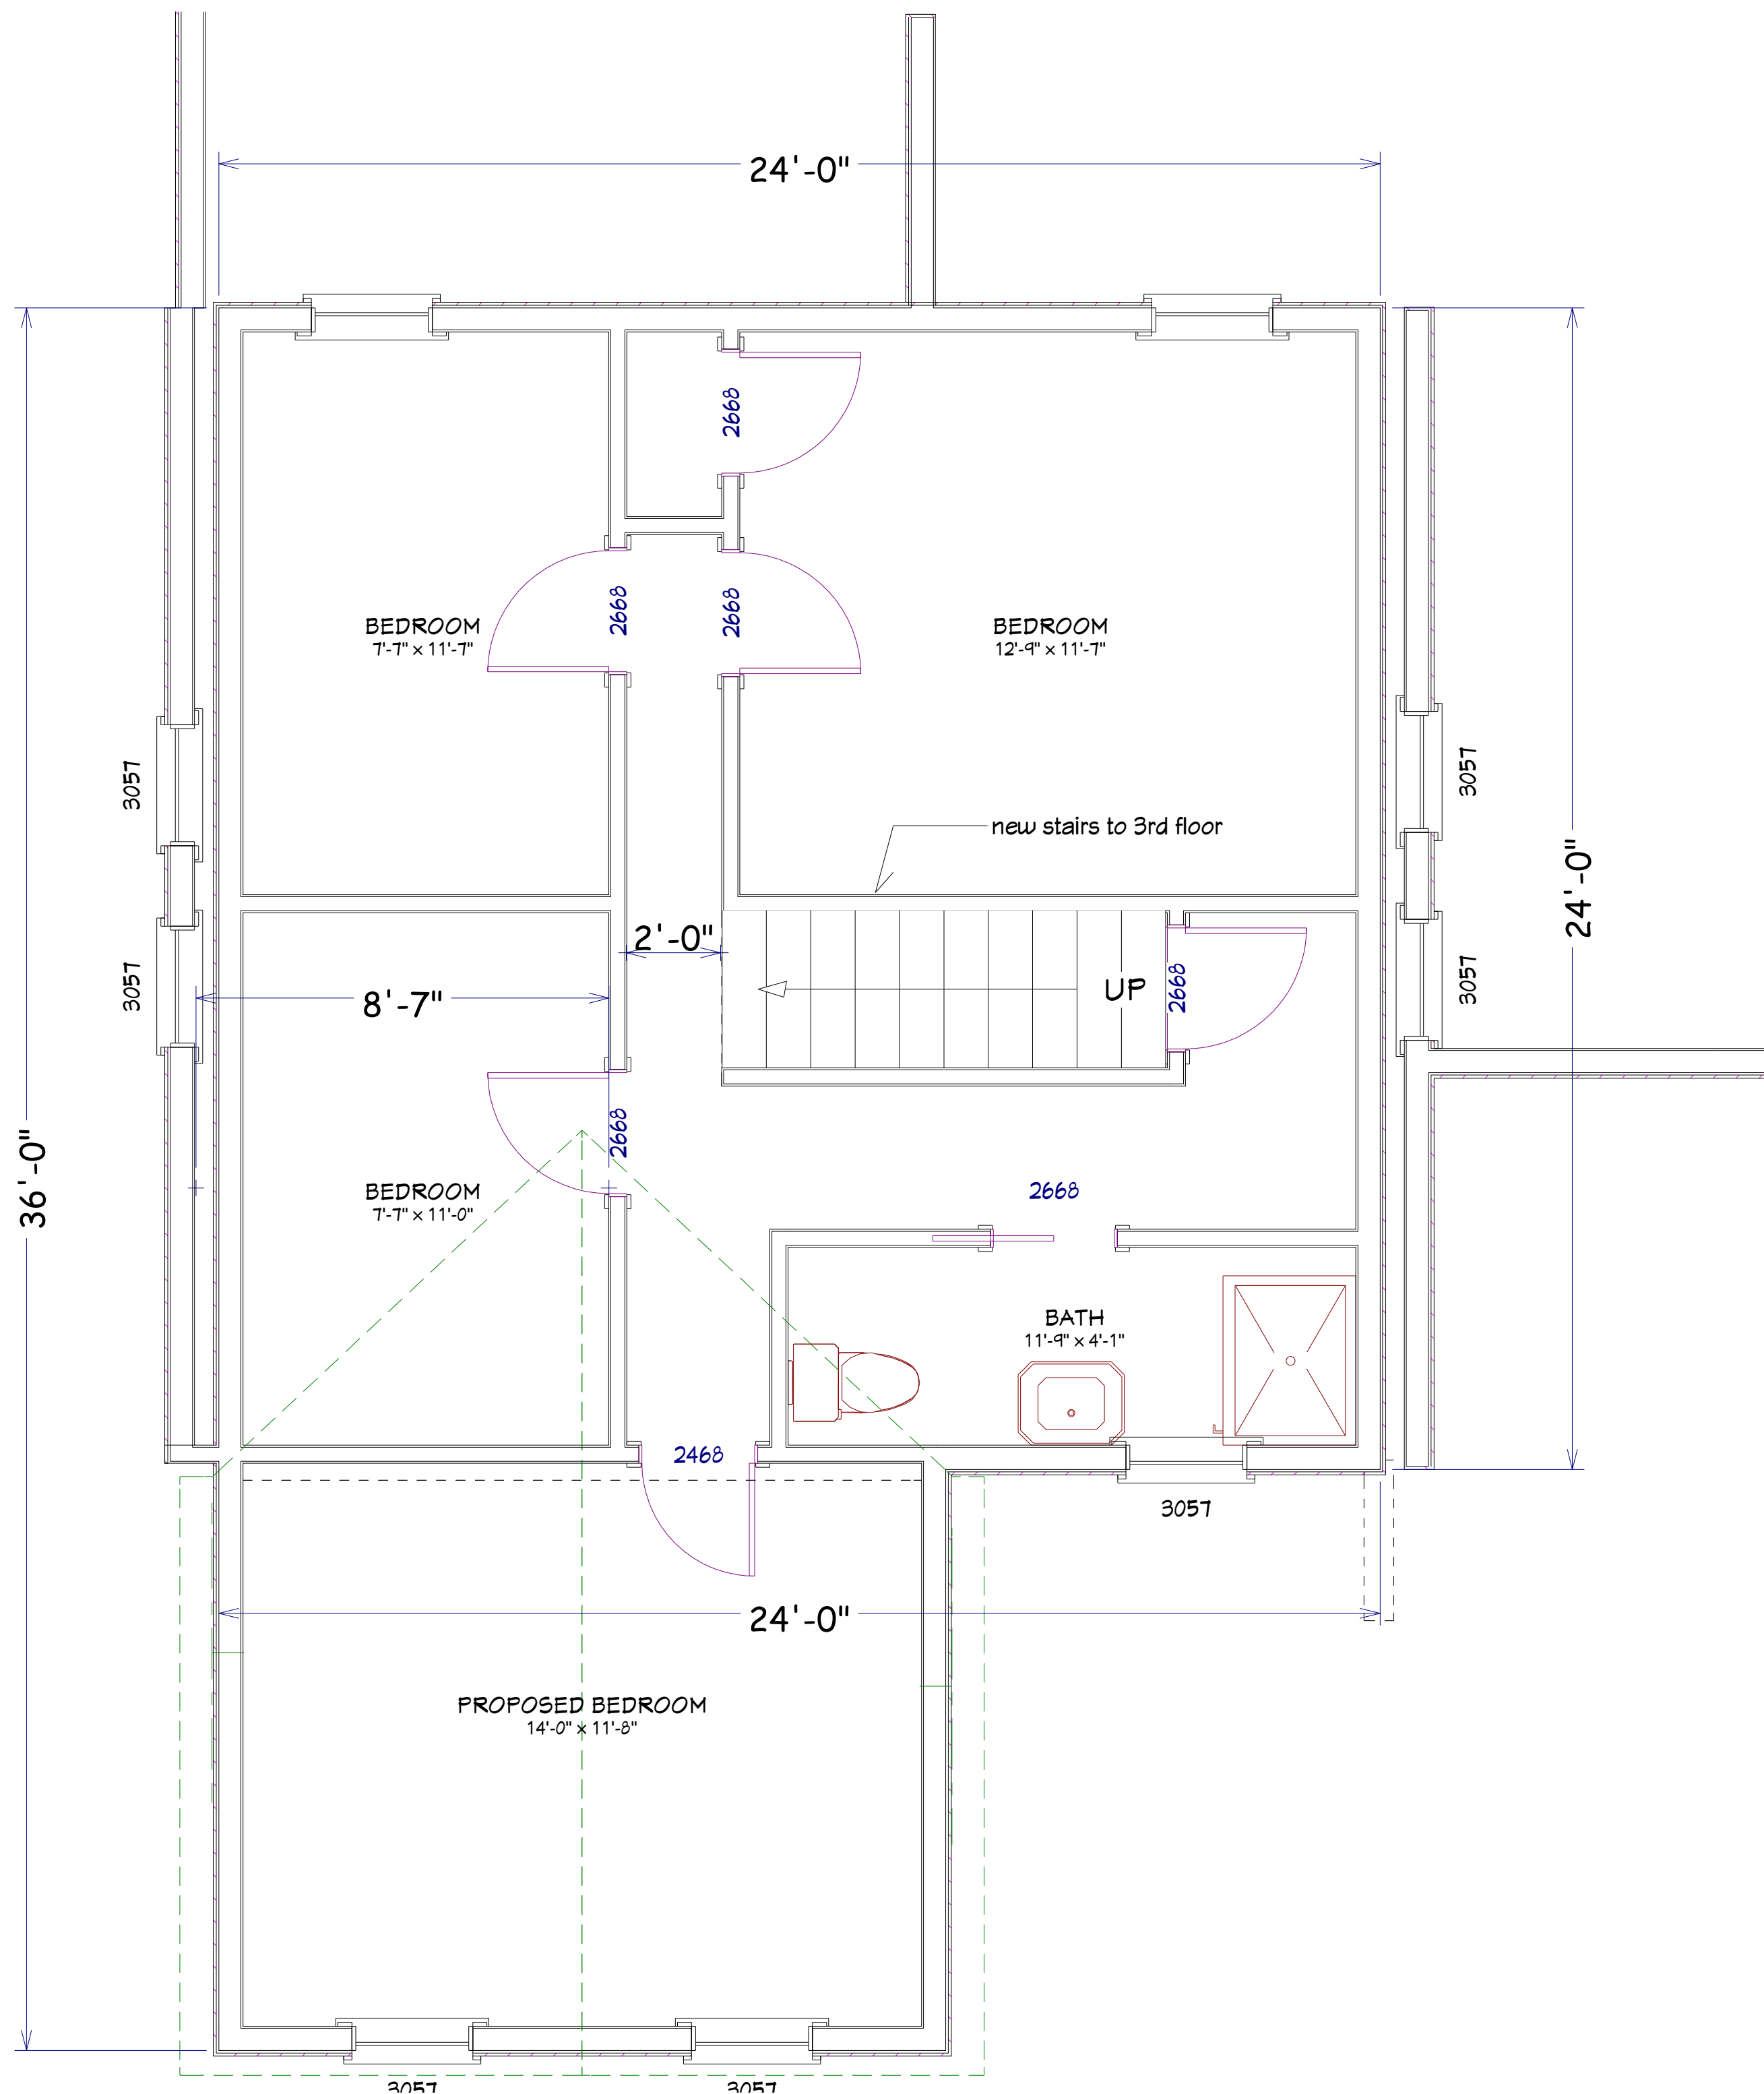 24'-0"
2668
2668
2668
BEDROOM
7'-7" x 11'-7"
BEDROOM
12'-9" x 11'-7"
3057
3057
new stairs to 3rd floor
24'-0"
2'-0"
8'-7"
UP
2668
3057
3057
2668
36'-0"
BEDROOM
7'-7" x 11'-0"
2668
BATH
11'-9" x 4'-1"
2468
3057
24'-0"
PROPOSED BEDROOM
14'-0" x 11'-8"
3057
3057